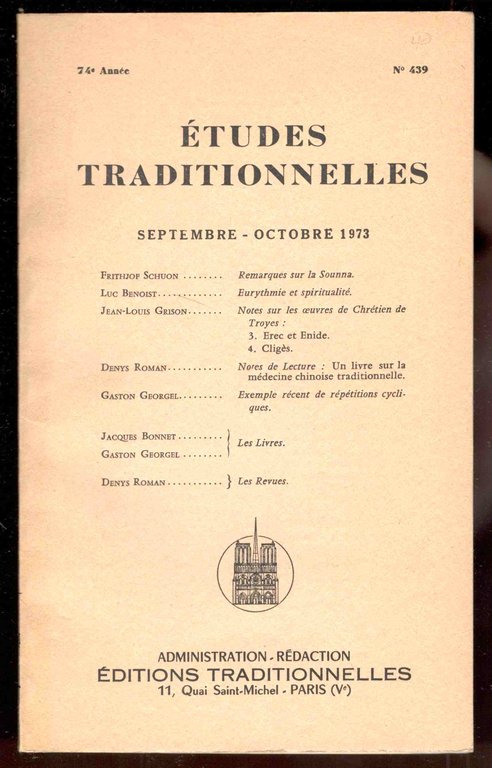 74e Année Nº 439
ÉTUDES
TRADITIONNELLES
SEPTEMBRE - OCTOBRE 1973
FRITHJOF SCHUON ........ Remarques sur la Sounna.
LUC BENOIST............. Eurythmie et spiritualité.
JEAN-LOUIS GRISON....... Notes sur les œuvres de Chrétien de
Troyes :
3. Erec et Enide.
4. Cligès.
DENYS ROMAN........... Notes de Lecture : Un livre sur la
médecine chinoise traditionnelle.
GASTON GEORGEL......... Exemple récent de répétitions cycli-
ques.
JACQUES BONNET .........
GASTON GEORGEL ........ } Les Livres.
DENYS ROMAN ........... } Les Revues.
ADMINISTRATION - RÉDACTION
ÉDITIONS TRADITIONNELLES
11, Quai Saint-Michel - PARIS (Ve)